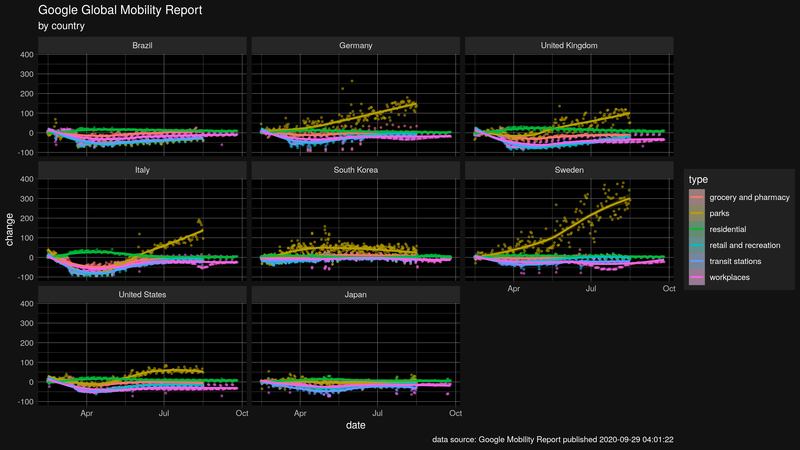 Google Global Mobility Report
by country
Brazil
Germany
United Kingdom
400
300
200
100
0
-100
Italy
South Korea
Sweden
400
300
200
100
0
-100
Apr
Jul
Oct
United States
Japan
400
300
200
100
0
-100
Apr
Jul
Oct
Apr
Jul
Oct
change
date
type
grocery and pharmacy
parks
residential
retail and recreation
transit stations
workplaces
data source: Google Mobility Report published 2020-09-29 04:01:22